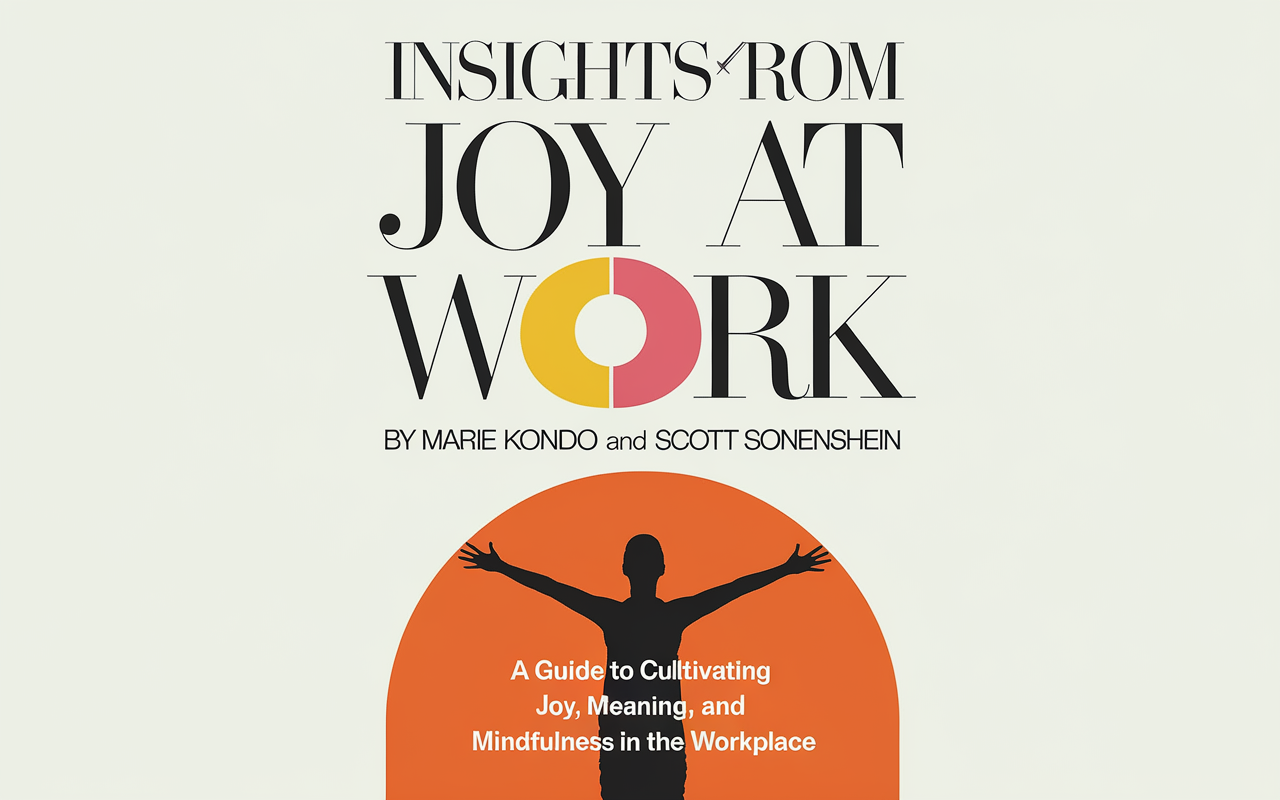 INSIGHTS ROM
JOY AT
WORK
BY MARIE KONDO and SCOTT SONENSHEIN
A Guide to Culltivating
Joy, Meaning, and
Mindfulness in the Workplace